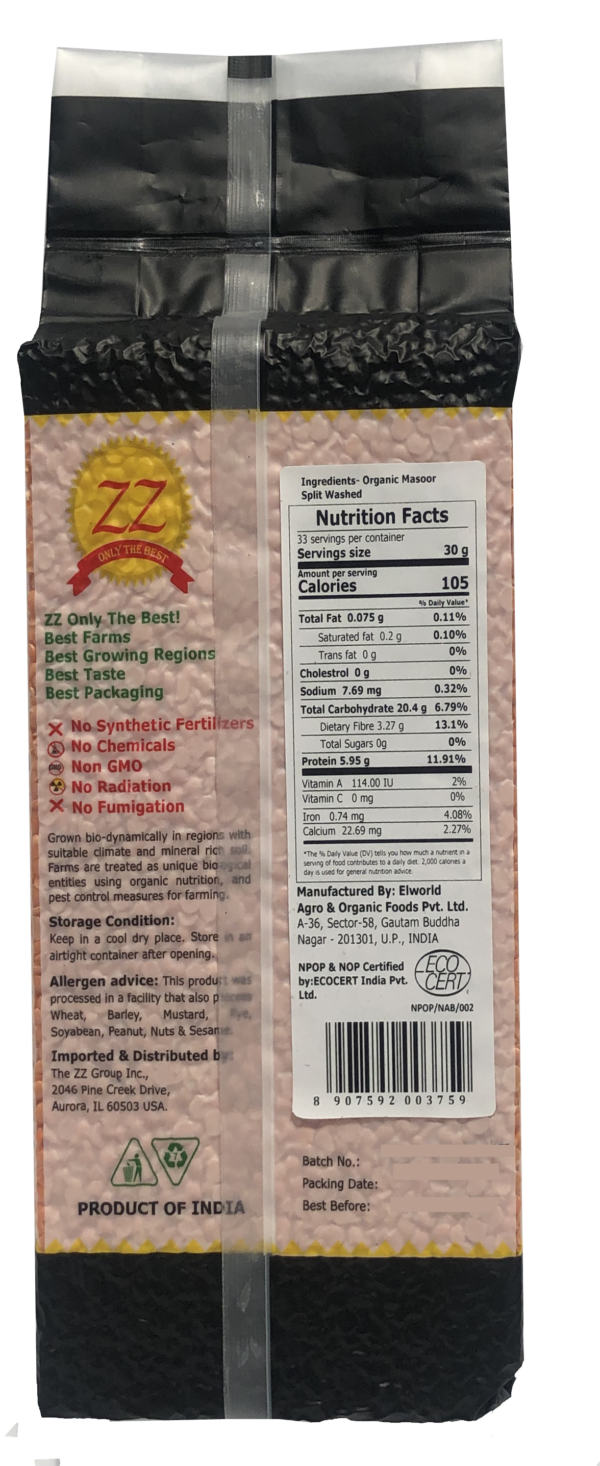 ZZ
ONLY THE BEST
ZZ Only The Best!
Best Farms
Best Growing Regions
Best Taste
Best Packaging
No Synthetic Fertilizers
No Chemicals
Non GMO
No Radiation
No Fumigation
Grown bio-dynamically in regions with
suitable climate and mineral rich soil.
Farms are treated as unique biological
entities using organic nutrition, and
pest control measures for farming.
Storage Condition:
Keep in a cool dry place. Store in an
airtight container after opening.
Allergen advice: This product was
processed in a facility that also process
Wheat, Barley, Mustard, Rye,
Soyabean, Peanut, Nuts & Sesame.
Imported & Distributed by:
The ZZ Group Inc.,
2046 Pine Creek Drive,
Aurora, IL 60503 USA.
7
PRODUCT OF INDIA
Ingredients- Organic Masoor
Split Washed
Nutrition Facts
33 servings per container
Servings size 30 g
Amount per serving
Calories 105
% Daily Value*
Total Fat 0.075 g 0.11%
Saturated fat 0.2 g 0.10%
Trans fat 0 g 0%
Cholestrol 0 g 0%
Sodium 7.69 mg 0.32%
Total Carbohydrate 20.4 g 6.79%
Dietary Fibre 3.27 g 13.1%
Total Sugars 0g 0%
Protein 5.95 g 11.91%
Vitamin A 114.00 IU 2%
Vitamin C 0 mg 0%
Iron 0.74 mg 4.08%
Calcium 22.69 mg 2.27%
*The % Daily Value (DV) tells you how much a nutrient in a
serving of food contributes to a daily diet. 2,000 calories a
day is used for general nutrition advice.
Manufactured By: Elworld
Agro & Organic Foods Pvt. Ltd.
A-36, Sector-58, Gautam Buddha
Nagar - 201301, U.P., INDIA
NPOP & NOP Certified
by:ECOCERT India Pvt.
Ltd.
ECO
CERT
NPOP/NAB/002
8 907592 003759
Batch No.:
Packing Date:
Best Before: